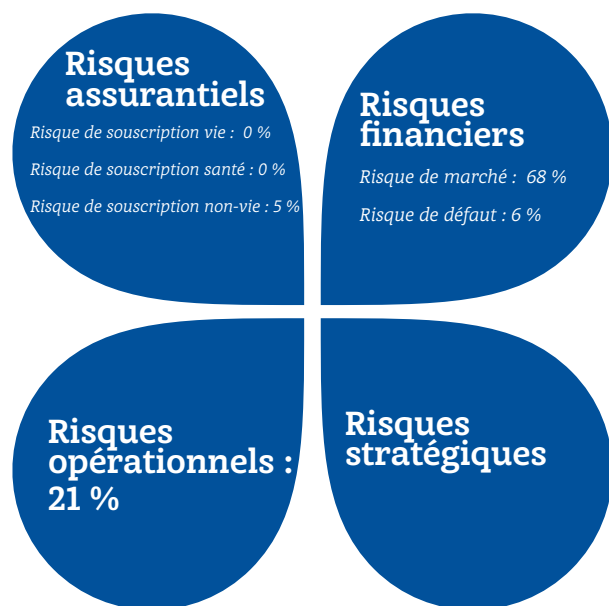 Risques
assurantiels
Risque de souscription vie : 0 %
Risque de souscription santé : 0 %
Risque de souscription non-vie : 5 %
Risques
financiers
Risque de marché : 68 %
Risque de défaut : 6 %
Risques
opérationnels :
21 %
Risques
stratégiques